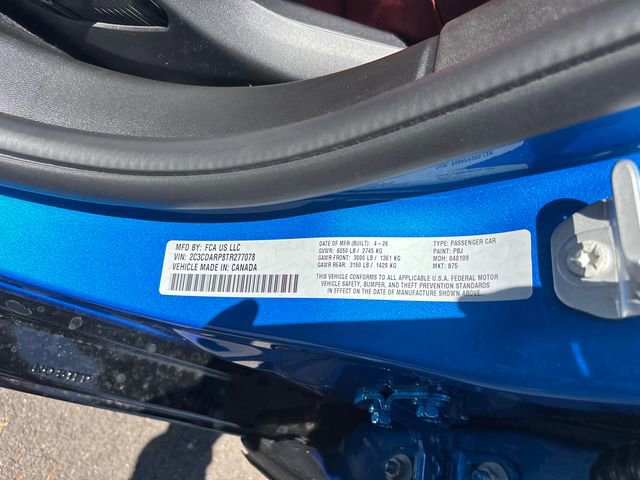 MFD BY: FCA US LLC
VIN: 2C3CDARP8TR277078
VEHICLE MADE IN: CANADA
DATE OF MFR (BUILT): 4-26
GVWR: 6050 LB / 2745 KG
GAWR FRONT: 3000 LB / 1361 KG
GAWR REAR: 3150 LB / 1429 KG
TYPE: PASSENGER CAR
PAINT: PBJ
MDH: 040109
MKT: 875
THIS VEHICLE CONFORMS TO ALL APPLICABLE U.S.A. FEDERAL MOTOR
VEHICLE SAFETY, BUMPER, AND THEFT PREVENTION STANDARDS
IN EFFECT ON THE DATE OF MANUFACTURE SHOWN ABOVE